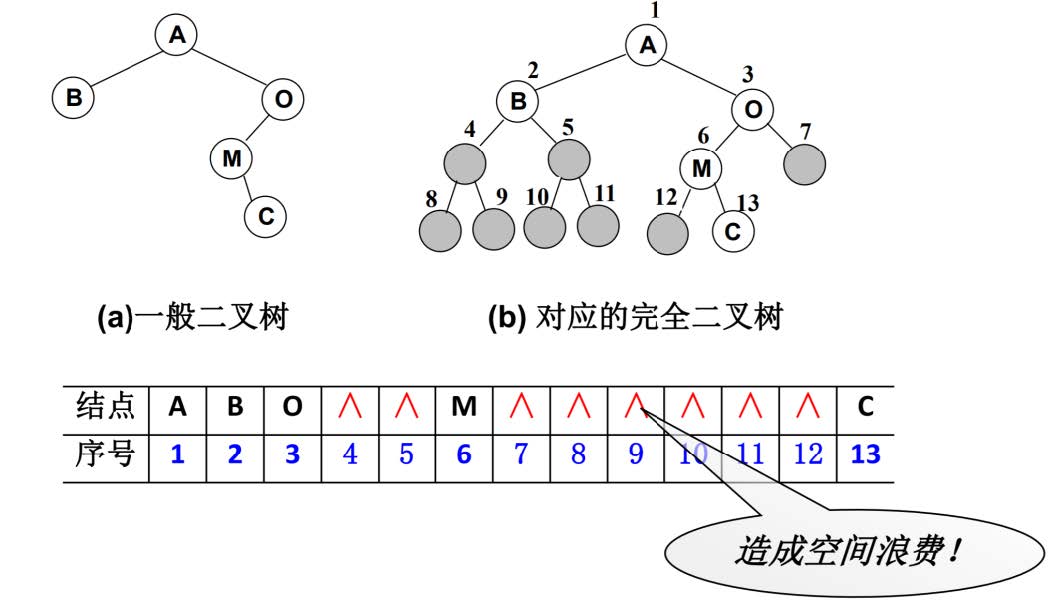 A
B
O
M
C
1
A
2
3
B
O
4
5
6
7
M
8
9
10
11
12
13
C
(a)一般二叉树
(b) 对应的完全二叉树
结点 A B O ∧ ∧ M ∧ ∧ ∧ ∧ ∧ ∧ C
序号 1 2 3 4 5 6 7 8 9 10 11 12 13
造成空间浪费！